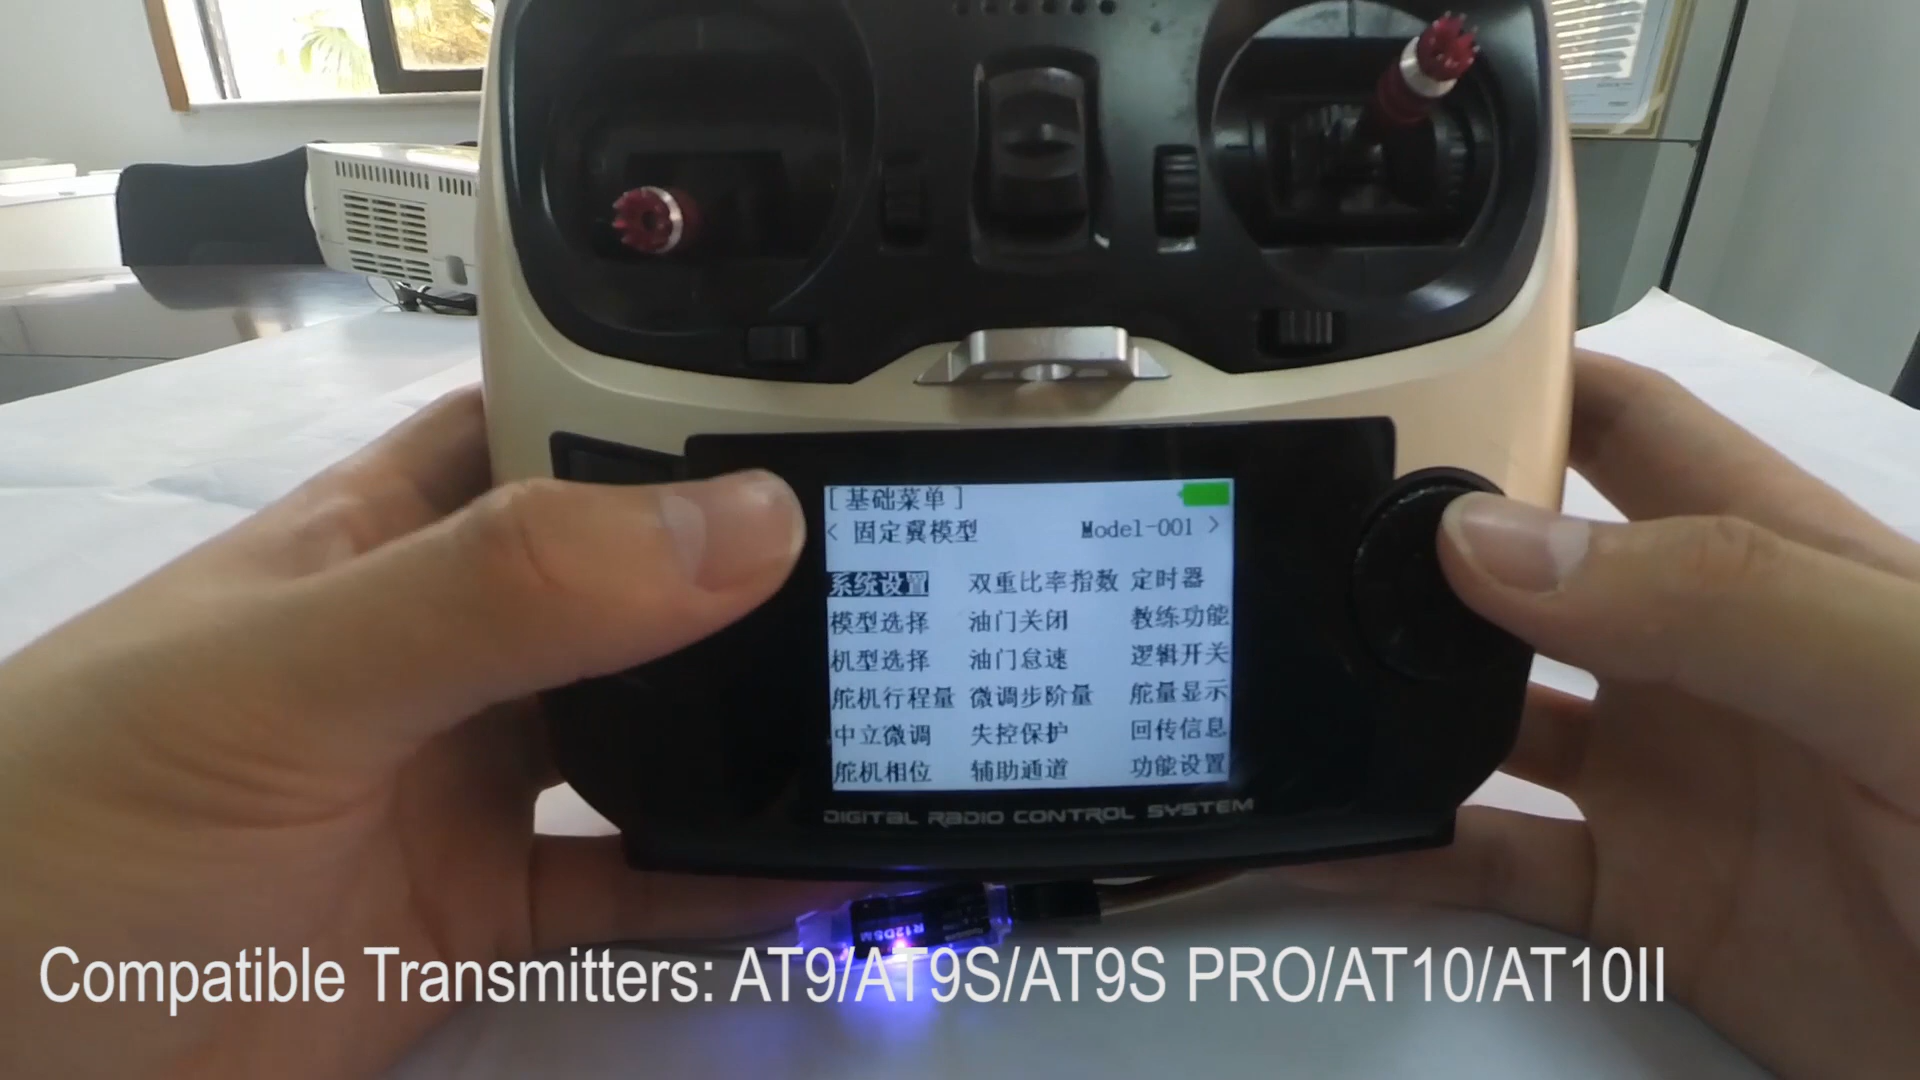 [ 基础菜单 ]
< 固定翼模型 Model-001 >
系统设置 双重比率指数 定时器
模型选择 油门关闭 教练功能
机型选择 油门怠速 逻辑开关
舵机行程量 微调步阶量 舵量显示
中立微调 失控保护 回传信息
舵机相位 辅助通道 功能设置
DIGITAL RADIO CONTROL SYSTEM
R12DSM
Compatible Transmitters: AT9/AT9S/AT9S PRO/AT10/AT10II